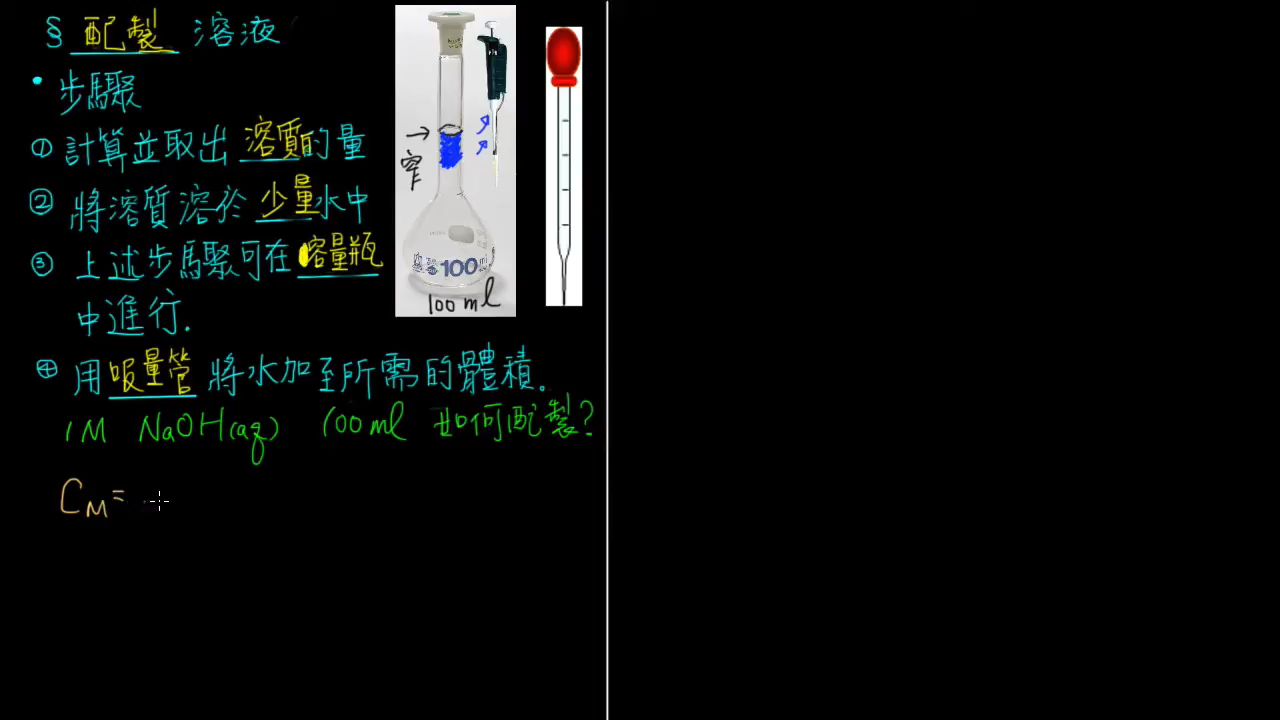 § 配製 溶液
• 步驟
① 計算並取出 溶質的量
② 將溶質溶於 少量水中
③ 上述步驟可在 容量瓶
中進行.
④ 用吸量管 將水加至所需的體積。
1M NaOH(aq) 100ml 如何配製?
C_M =
→
窄
100
100 ml